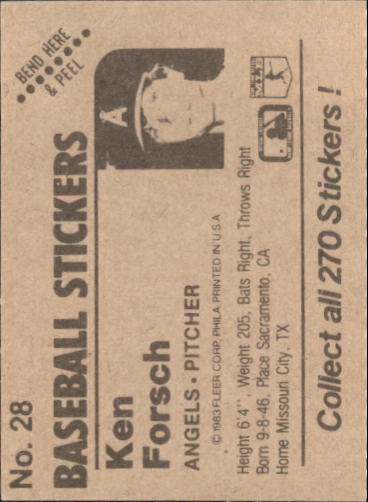 No. 28
BEND HERE
& PEEL
BASEBALL STICKERS
Ken
Forsch
ANGELS • PITCHER
© 1983 FLEER CORP. PHILA. PRINTED IN U.S.A.
A
MLB
Height 6'4'', Weight 205, Bats Right, Throws Right
Born 9-8-46, Place Sacramento, CA
Home Missouri City, TX
Collect all 270 Stickers !